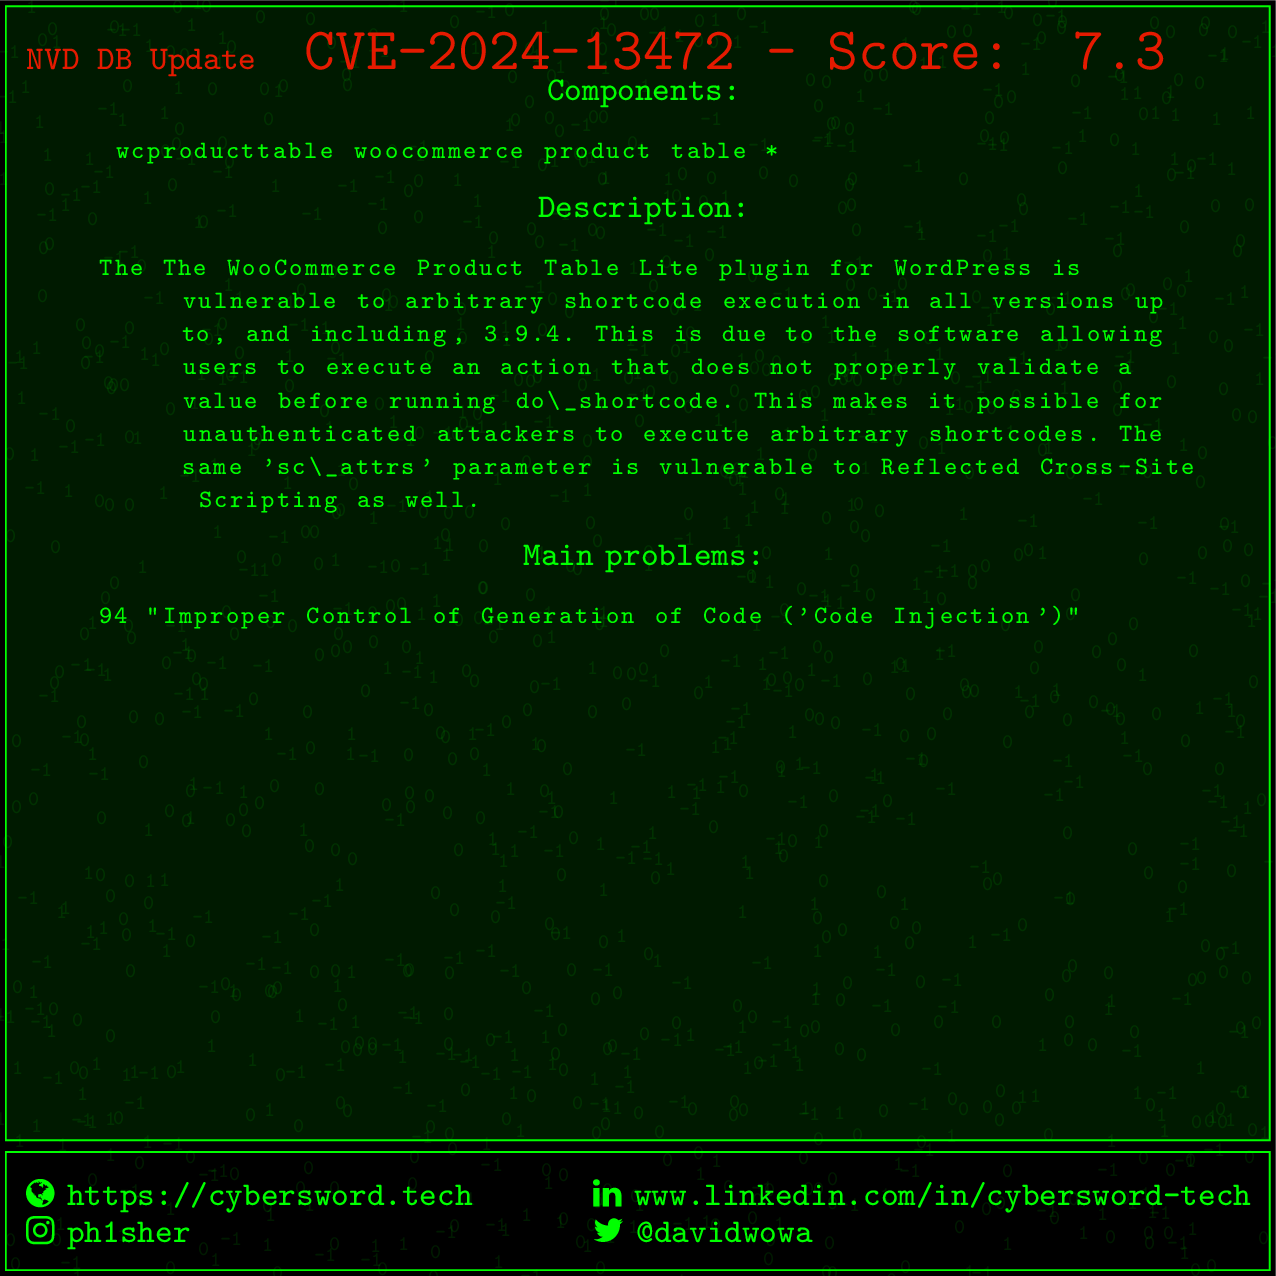 NVD DB Update CVE-2024-13472 - Score: 7.3
Components:
wcproducttable woocommerce product table *
Description:
The The WooCommerce Product Table Lite plugin for WordPress is
vulnerable to arbitrary shortcode execution in all versions up
to, and including, 3.9.4. This is due to the software allowing
users to execute an action that does not properly validate a
value before running do\_shortcode. This makes it possible for
unauthenticated attackers to execute arbitrary shortcodes. The
same 'sc\_attrs' parameter is vulnerable to Reflected Cross-Site
Scripting as well.
Main problems:
94 "Improper Control of Generation of Code ('Code Injection')"
https://cybersword.tech www.linkedin.com/in/cybersword-tech
ph1sher @davidwowa